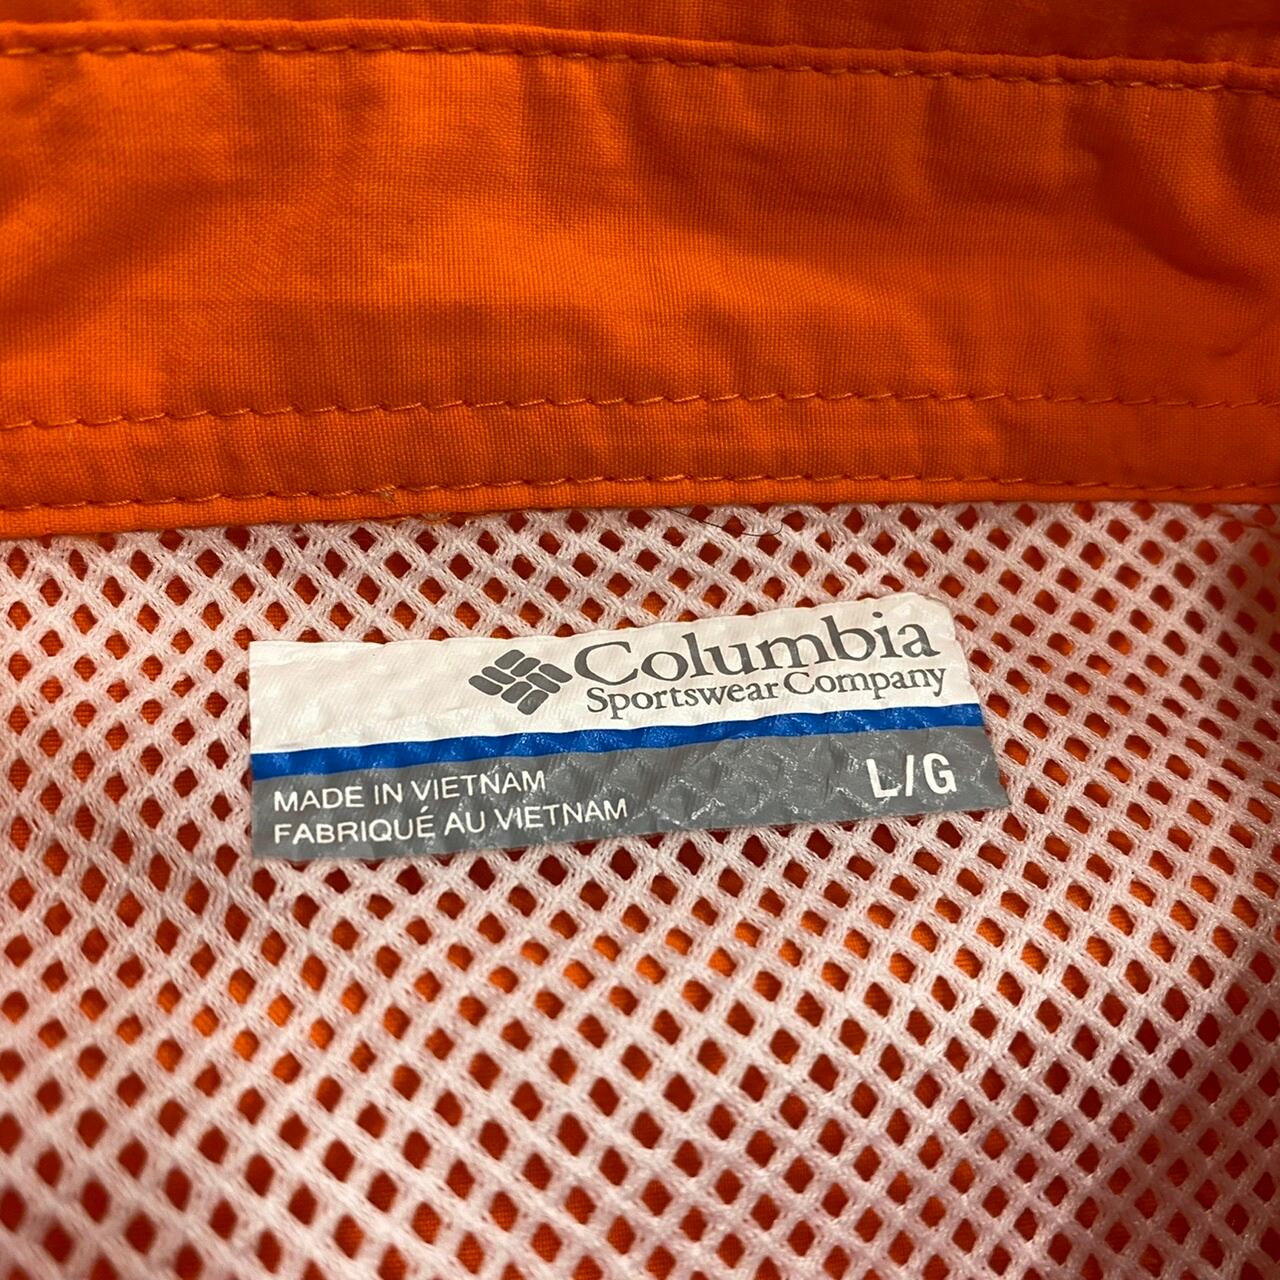 Columbia
Sportswear Company
MADE IN VIETNAM
FABRIQUÉ AU VIETNAM
L/G